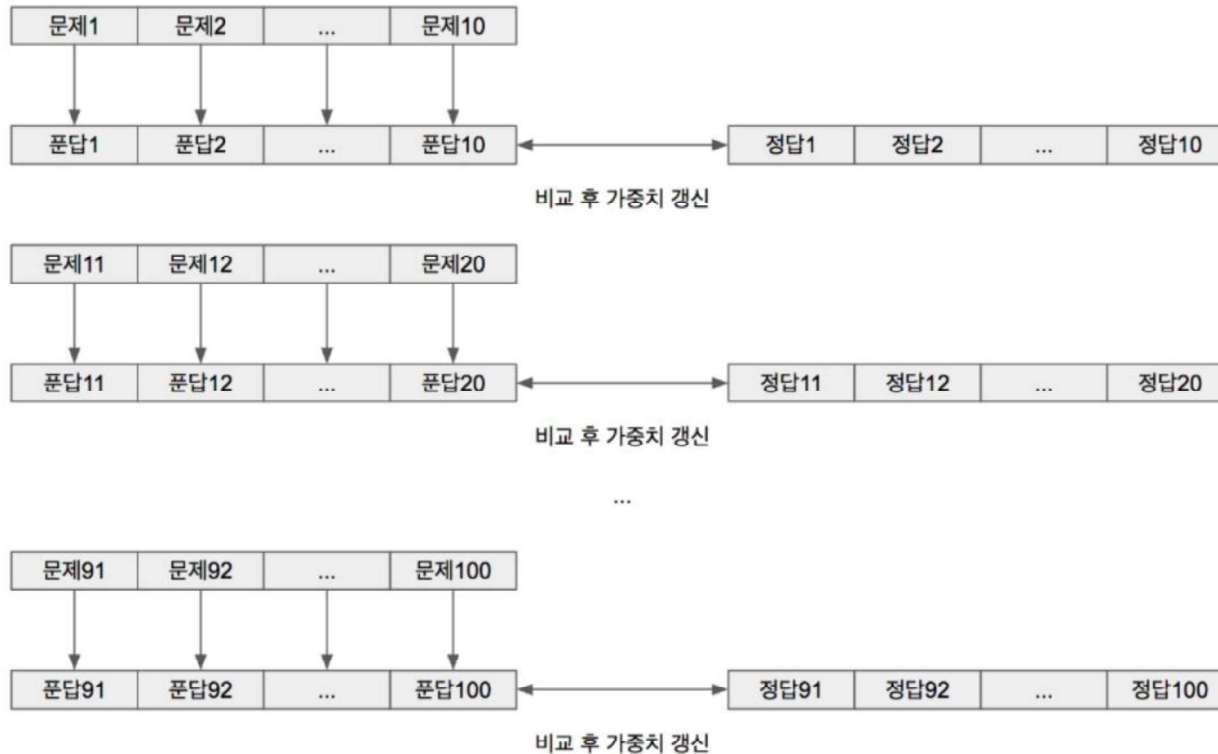 문제1 문제2 ... 문제10
푼답1 푼답2 ... 푼답10 정답1 정답2 ... 정답10
비교 후 가중치 갱신
문제11 문제12 ... 문제20
푼답11 푼답12 ... 푼답20 정답11 정답12 ... 정답20
비교 후 가중치 갱신
...
문제91 문제92 ... 문제100
푼답91 푼답92 ... 푼답100 정답91 정답92 ... 정답100
비교 후 가중치 갱신